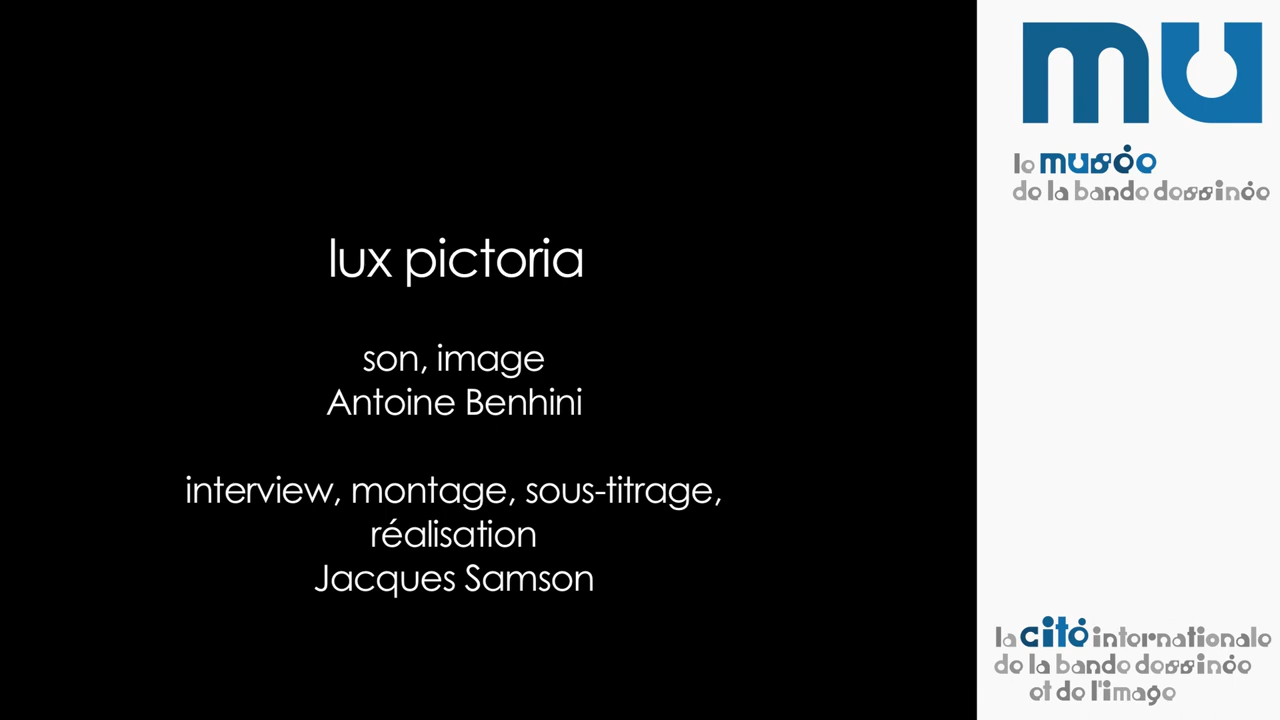 lux pictoria
son, image
Antoine Benhini
interview, montage, sous-titrage,
réalisation
Jacques Samson
mu
le musée
de la bande dessinée
la cité internationale
de la bande dessinée
et de l'image